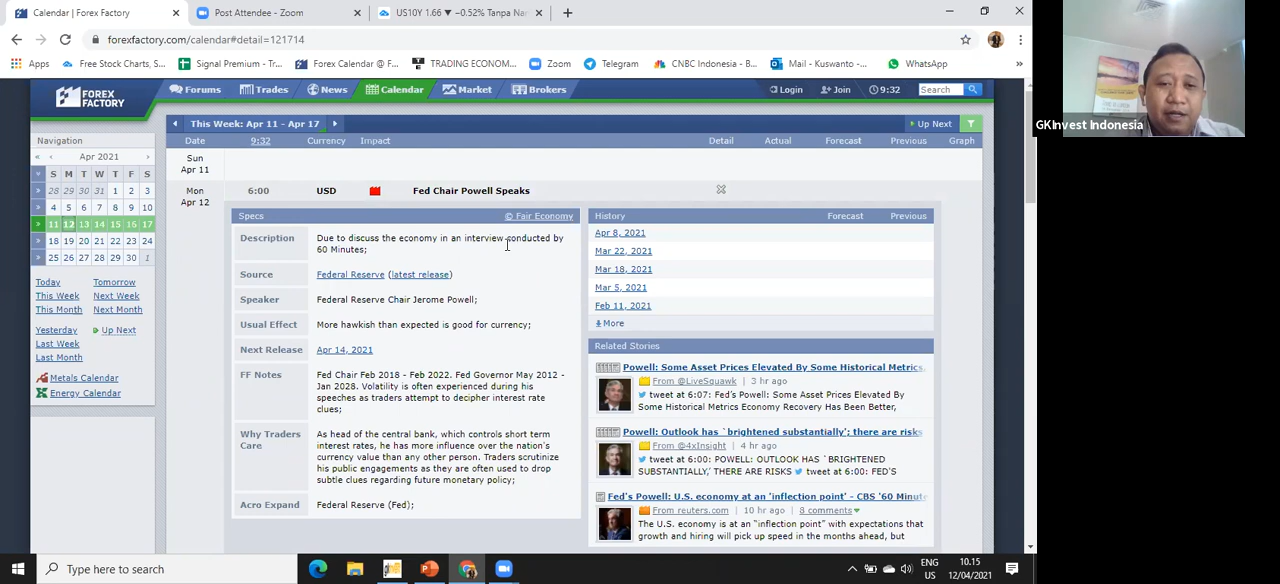 Calendar | Forex Factory
Post Attendee - Zoom
US10Y 1.66 ▼ −0.52% Tanpa Na
forexfactory.com/calendar#detail=121714
Apps
Free Stock Charts, S...
Signal Premium - Tr...
Forex Calendar @ F...
TRADING ECONOM...
Zoom
Telegram
CNBC Indonesia - B...
Mail - Kuswanto -...
WhatsApp
»
FOREX FACTORY
Forums
Trades
News
Calendar
Market
Brokers
Login
Join
9:32
Search
GKInvest Indonesia
Navigation
« ‹ Apr 2021 ›
S M T W T F S
28 29 30 31 1 2 3
4 5 6 7 8 9 10
11 12 13 14 15 16 17
18 19 20 21 22 23 24
25 26 27 28 29 30 1
Today Tomorrow
This Week Next Week
This Month Next Month
Yesterday Up Next
Last Week
Last Month
Metals Calendar
Energy Calendar
This Week: Apr 11 - Apr 17
Up Next
Date 9:32 Currency Impact Detail Actual Forecast Previous Graph
Sun
Apr 11
Mon
Apr 12
6:00 USD Fed Chair Powell Speaks
Specs © Fair Economy
Description
Due to discuss the economy in an interview conducted by
60 Minutes;
Source
Federal Reserve (latest release)
Speaker
Federal Reserve Chair Jerome Powell;
Usual Effect
More hawkish than expected is good for currency;
Next Release
Apr 14, 2021
FF Notes
Fed Chair Feb 2018 - Feb 2022. Fed Governor May 2012 -
Jan 2028. Volatility is often experienced during his
speeches as traders attempt to decipher interest rate
clues;
Why Traders
Care
As head of the central bank, which controls short term
interest rates, he has more influence over the nation's
currency value than any other person. Traders scrutinize
his public engagements as they are often used to drop
subtle clues regarding future monetary policy;
Acro Expand
Federal Reserve (Fed);
History Forecast Previous
Apr 8, 2021
Mar 22, 2021
Mar 18, 2021
Mar 5, 2021
Feb 11, 2021
More
Related Stories
Powell: Some Asset Prices Elevated By Some Historical Metrics,
From @LiveSquawk | 3 hr ago
tweet at 6:07: Fed's Powell: Some Asset Prices Elevated By
Some Historical Metrics Economy Recovery Has Been Better,
Powell: Outlook has `brightened substantially'; there are risks
From @4xInsight | 4 hr ago
tweet at 6:00: POWELL: OUTLOOK HAS `BRIGHTENED
SUBSTANTIALLY,' THERE ARE RISKS tweet at 6:00: FED'S
Fed's Powell: U.S. economy at an 'inflection point' - CBS '60 Minut
From reuters.com | 10 hr ago | 8 comments
The U.S. economy is at an "inflection point" with expectations that
growth and hiring will pick up speed in the months ahead, but
Type here to search
ENG
US
10.15
12/04/2021